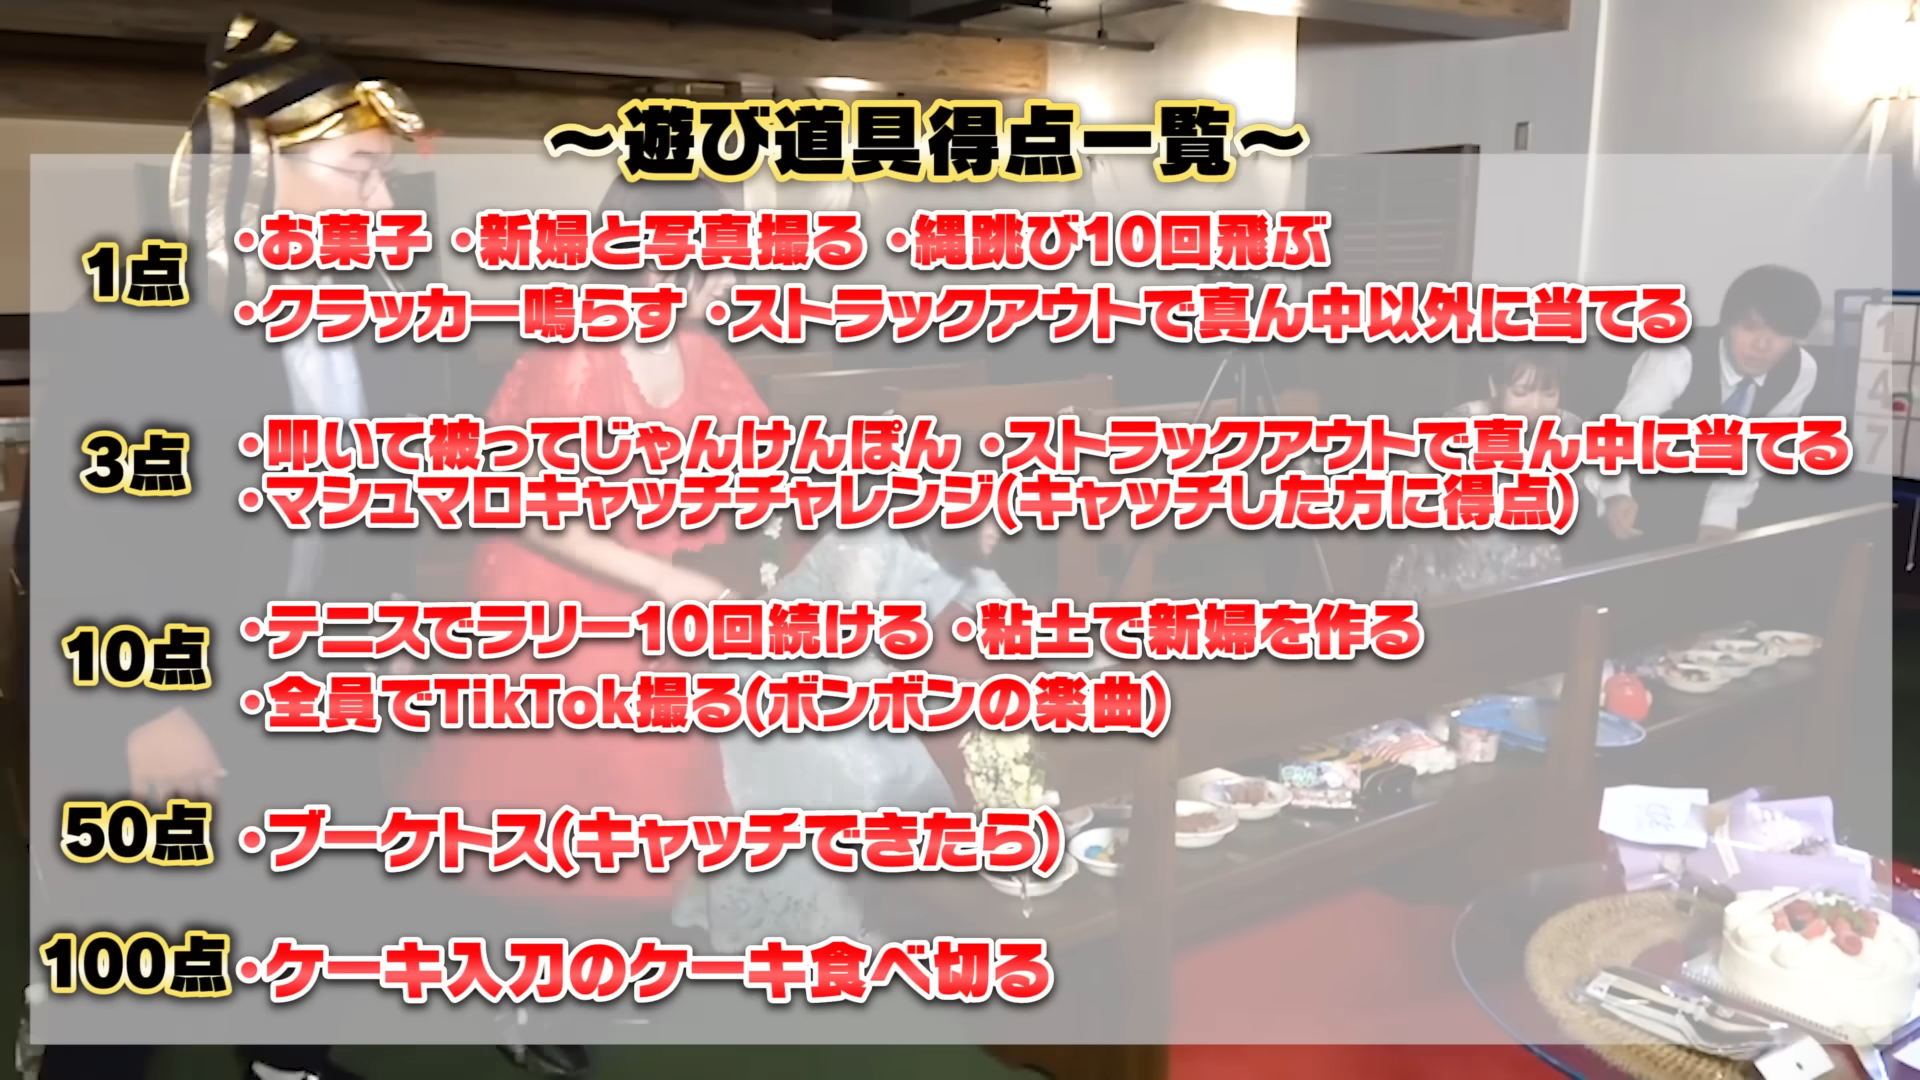 ～遊び道具得点一覧～
1点
・お菓子 ・新婦と写真撮る ・縄跳び10回飛ぶ
・クラッカー鳴らす ・ストラックアウトで真ん中以外に当てる
3点
・叩いて被ってじゃんけんぽん ・ストラックアウトで真ん中に当てる
・マシュマロキャッチチャレンジ(キャッチした方に得点)
10点
・テニスでラリー10回続ける ・粘土で新婦を作る
・全員でTikTok撮る(ボンボンの楽曲)
50点
・ブーケトス(キャッチできたら)
100点
・ケーキ入刀のケーキ食べ切る
1
4
7